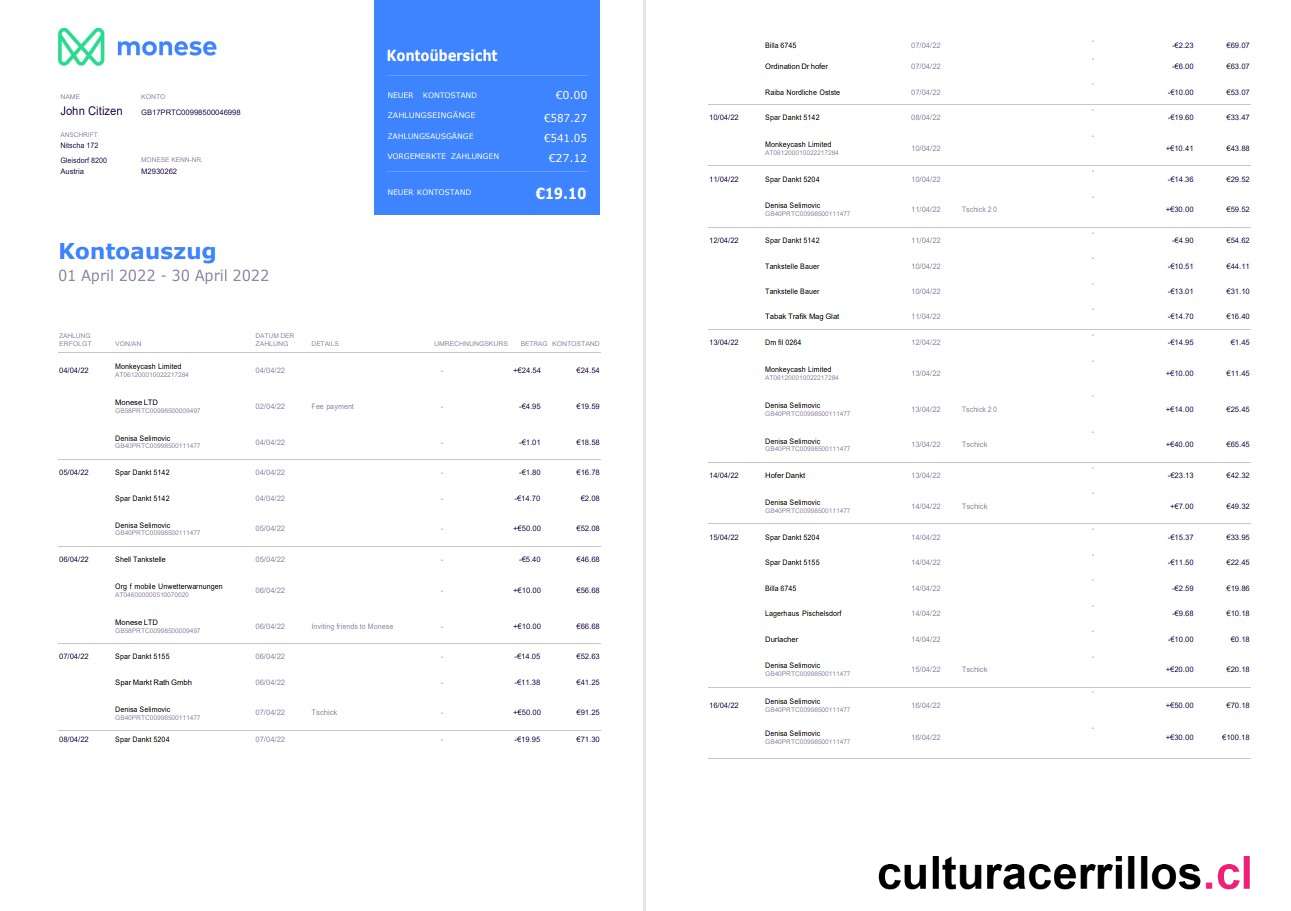 monese
Kontoübersicht
NEUER KONTOSTAND €0.00
ZAHLUNGSEINGÄNGE €587.27
ZAHLUNGSAUSGÄNGE €541.05
VORGEMERKTE ZAHLUNGEN €27.12
NEUER KONTOSTAND €19.10
NAME KONTO
John Citizen GB17PRTC00998500046998
ANSCHRIFT
Nitscha 172
Gleisdorf 8200 MONESE KENN-NR.
Austria M2930262
Kontoauszug
01 April 2022 - 30 April 2022
ZAHLUNG ERFOLGT VON/AN DATUM DER ZAHLUNG DETAILS UMRECHNUNGSKURS BETRAG KONTOSTAND
04/04/22 Monkeycash Limited 04/04/22 - +€24.54 €24.54
AT061200010022217284
Monese LTD 02/04/22 Fee payment - -€4.95 €19.59
GB58PRTC00998500009497
Denisa Selimovic 04/04/22 - -€1.01 €18.58
GB40PRTC00998500111477
05/04/22 Spar Dankt 5142 04/04/22 - -€1.80 €16.78
Spar Dankt 5142 04/04/22 - -€14.70 €2.08
Denisa Selimovic 05/04/22 - +€50.00 €52.08
GB40PRTC00998500111477
06/04/22 Shell Tankstelle 05/04/22 - -€5.40 €46.68
Org f mobile Unwetterwarnungen 06/04/22 - +€10.00 €56.68
AT046000000510070020
Monese LTD 06/04/22 Inviting friends to Monese - +€10.00 €66.68
GB58PRTC00998500009497
07/04/22 Spar Dankt 5155 06/04/22 - -€14.05 €52.63
Spar Markt Rath Gmbh 06/04/22 - -€11.38 €41.25
Denisa Selimovic 07/04/22 Tschick - +€50.00 €91.25
GB40PRTC00998500111477
08/04/22 Spar Dankt 5204 07/04/22 - -€19.95 €71.30
Billa 6745 07/04/22 - -€2.23 €69.07
Ordination Dr hofer 07/04/22 -€6.00 €63.07
Raiba Nordliche Ostste 07/04/22 - -€10.00 €53.07
10/04/22 Spar Dankt 5142 08/04/22 - -€19.60 €33.47
Monkeycash Limited 10/04/22 - +€10.41 €43.88
AT061200010022217284
11/04/22 Spar Dankt 5204 10/04/22 - -€14.36 €29.52
Denisa Selimovic 11/04/22 Tschick 2 0 - +€30.00 €59.52
GB40PRTC00998500111477
12/04/22 Spar Dankt 5142 11/04/22 - -€4.90 €54.62
Tankstelle Bauer 10/04/22 - -€10.51 €44.11
Tankstelle Bauer 10/04/22 - -€13.01 €31.10
Tabak Trafik Mag Glat 11/04/22 - -€14.70 €16.40
13/04/22 Dm fil 0264 12/04/22 - -€14.95 €1.45
Monkeycash Limited 13/04/22 - +€10.00 €11.45
AT061200010022217284
Denisa Selimovic 13/04/22 Tschick 2 0 - +€14.00 €25.45
GB40PRTC00998500111477
Denisa Selimovic 13/04/22 Tschick - +€40.00 €65.45
GB40PRTC00998500111477
14/04/22 Hofer Dankt 13/04/22 - -€23.13 €42.32
Denisa Selimovic 14/04/22 Tschick - +€7.00 €49.32
GB40PRTC00998500111477
15/04/22 Spar Dankt 5204 14/04/22 - -€15.37 €33.95
Spar Dankt 5155 14/04/22 - -€11.50 €22.45
Billa 6745 14/04/22 - -€2.59 €19.86
Lagerhaus Pischelsdorf 14/04/22 - -€9.68 €10.18
Durlacher 14/04/22 - -€10.00 €0.18
Denisa Selimovic 15/04/22 Tschick - +€20.00 €20.18
GB40PRTC00998500111477
16/04/22 Denisa Selimovic 16/04/22 - +€50.00 €70.18
GB40PRTC00998500111477
Denisa Selimovic 16/04/22 - +€30.00 €100.18
GB40PRTC00998500111477
culturacerrillos.cl